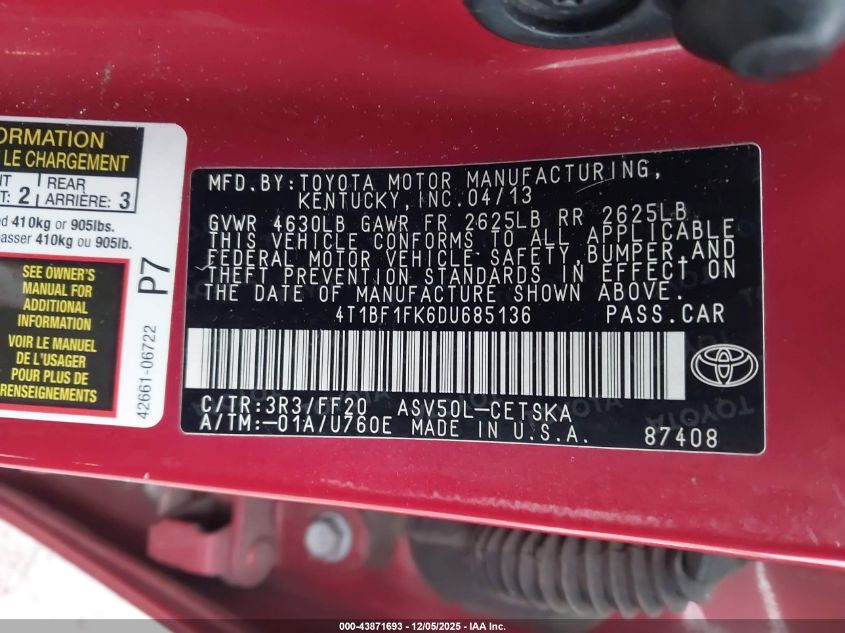 ORMATION
LE CHARGEMENT
2
REAR
ARRIÈRE: 3
410kg or 905lbs.
passer 410kg ou 905lb.
SEE OWNER'S
MANUAL FOR
ADDITIONAL
INFORMATION
VOIR LE MANUEL
DE L'USAGER
POUR PLUS DE
RENSEIGNEMENTS
P7
42661-06722
MFD.BY:TOYOTA MOTOR MANUFACTURING,
KENTUCKY,INC.04/13
GVWR 4630LB GAWR FR 2625LB RR 2625LB
THIS VEHICLE CONFORMS TO ALL APPLICABLE
FEDERAL MOTOR VEHICLE SAFETY,BUMPER,AND
THEFT PREVENTION STANDARDS IN EFFECT ON
THE DATE OF MANUFACTURE SHOWN ABOVE.
4T1BF1FK6DU685136 PASS.CAR
C/TR:3R3/FF20 ASV50L-CETSKA
A/TM:-01A/U760E MADE IN U.S.A. 87408
000-43871693 - 12/05/2025 - IAA Inc.